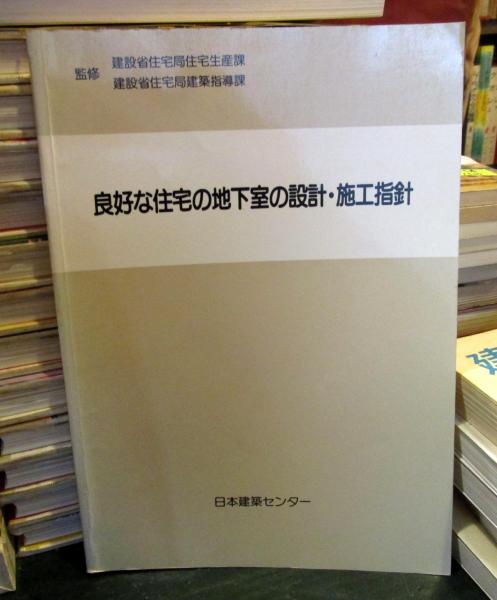 監修 建設省住宅局住宅生産課
建設省住宅局建築指導課
良好な住宅の地下室の設計・施工指針
日本建築センター
建